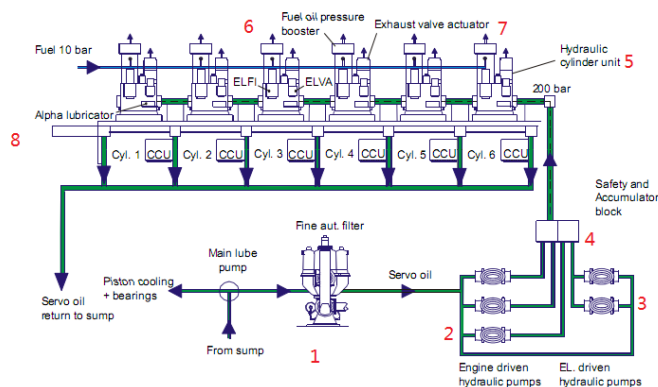 6
Fuel oil pressure
booster
Exhaust valve actuator
7
Fuel 10 bar
Hydraulic
cylinder unit
5
ELFI
ELVA
200 bar
Alpha lubricator
8
Cyl. 1
CCU
Cyl. 2
CCU
Cyl. 3
CCU
Cyl. 4
CCU
Cyl. 5
CCU
Cyl. 6
CCU
Safety and
Accumulator
block
4
Fine aut. filter
Main lube
pump
Servo oil
Piston cooling
+ bearings
Servo oil
return to sump
From sump
1
2
3
Engine driven
hydraulic pumps
EL. driven
hydraulic pumps